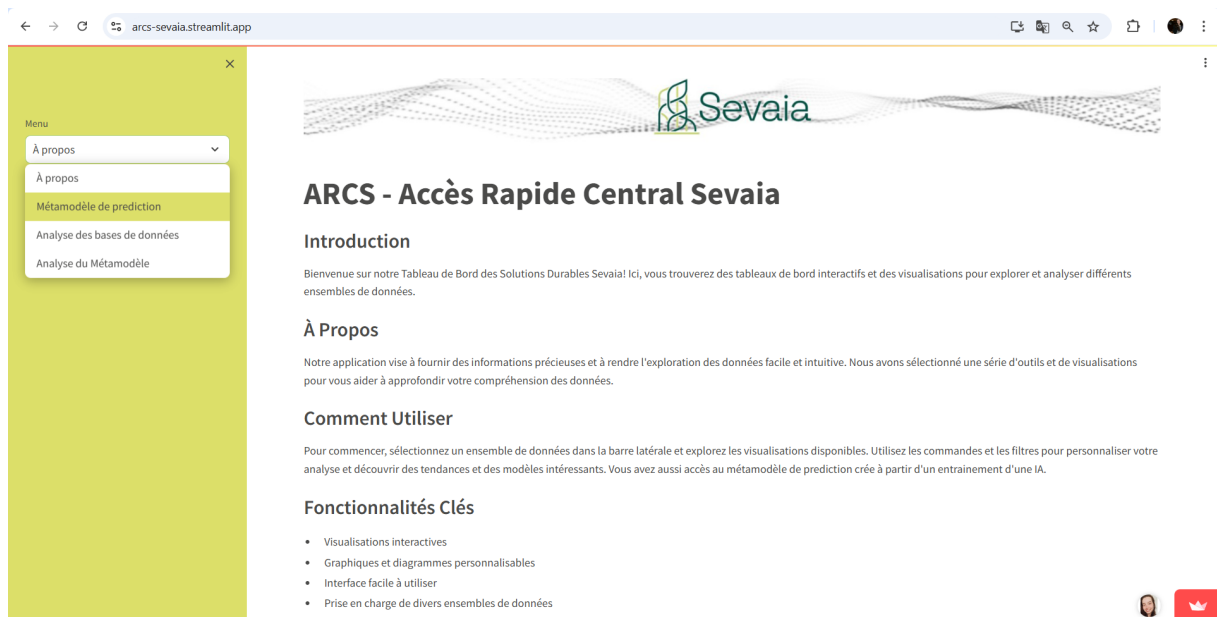 arcs-sevaia.streamlit.app
Menu
À propos
À propos
Métamodèle de prediction
Analyse des bases de données
Analyse du Métamodèle
Sevaia
ARCS - Accès Rapide Central Sevaia
Introduction
Bienvenue sur notre Tableau de Bord des Solutions Durables Sevaia! Ici, vous trouverez des tableaux de bord interactifs et des visualisations pour explorer et analyser différents
ensembles de données.
À Propos
Notre application vise à fournir des informations précieuses et à rendre l'exploration des données facile et intuitive. Nous avons sélectionné une série d'outils et de visualisations
pour vous aider à approfondir votre compréhension des données.
Comment Utiliser
Pour commencer, sélectionnez un ensemble de données dans la barre latérale et explorez les visualisations disponibles. Utilisez les commandes et les filtres pour personnaliser votre
analyse et découvrir des tendances et des modèles intéressants. Vous avez aussi accès au métamodèle de prediction crée à partir d'un entrainement d'une IA.
Fonctionnalités Clés
• Visualisations interactives
• Graphiques et diagrammes personnalisables
• Interface facile à utiliser
• Prise en charge de divers ensembles de données